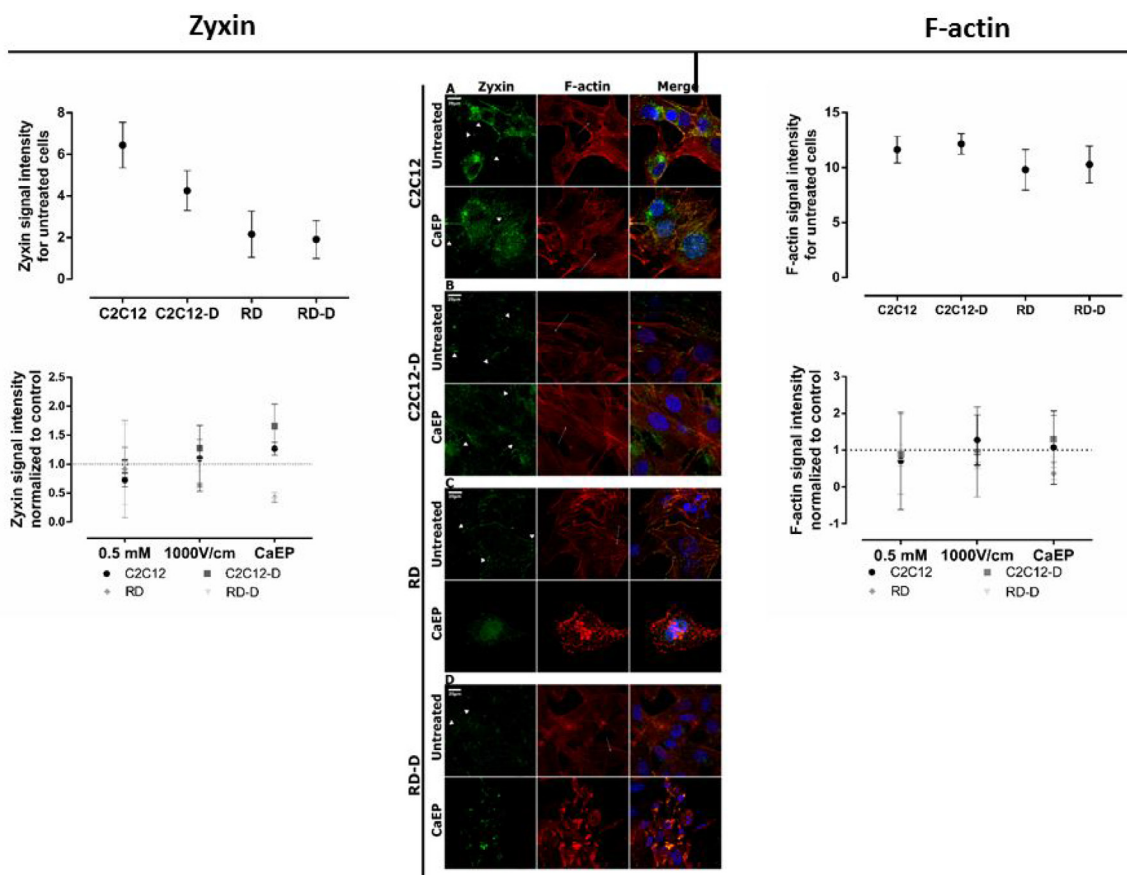 Zyxin
F-actin
Zyxin signal intensity
for untreated cells
8
6
4
2
0
C2C12 C2C12-D RD RD-D
Zyxin signal intensity
normalized to control
2.5
2.0
1.5
1.0
0.5
0.0
0.5 mM 1000V/cm CaEP
C2C12 C2C12-D
RD RD-D
Zyxin F-actin Merge
A
20µm
C2C12
Untreated
CaEP
B
20µm
C2C12-D
Untreated
CaEP
C
20µm
RD
Untreated
CaEP
D
20µm
RD-D
Untreated
CaEP
F-actin signal intensity
for untreated cells
15
10
5
0
C2C12 C2C12-D RD RD-D
F-actin signal intensity
normalized to control
3
2
1
0
-1
0.5 mM 1000V/cm CaEP
C2C12 C2C12-D
RD RD-D